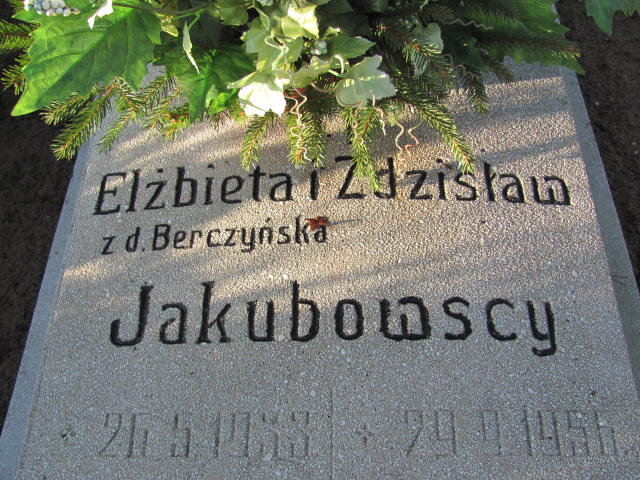 Elżbieta i Zdzisław
z d. Berczyńska
Jakubowscy